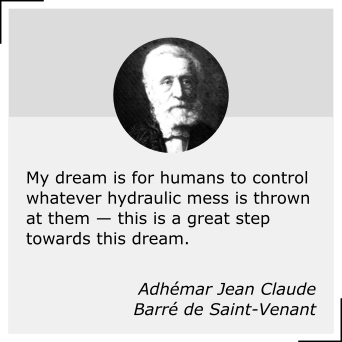 My dream is for humans to control
whatever hydraulic mess is thrown
at them — this is a great step
towards this dream.
Adhémar Jean Claude
Barré de Saint-Venant